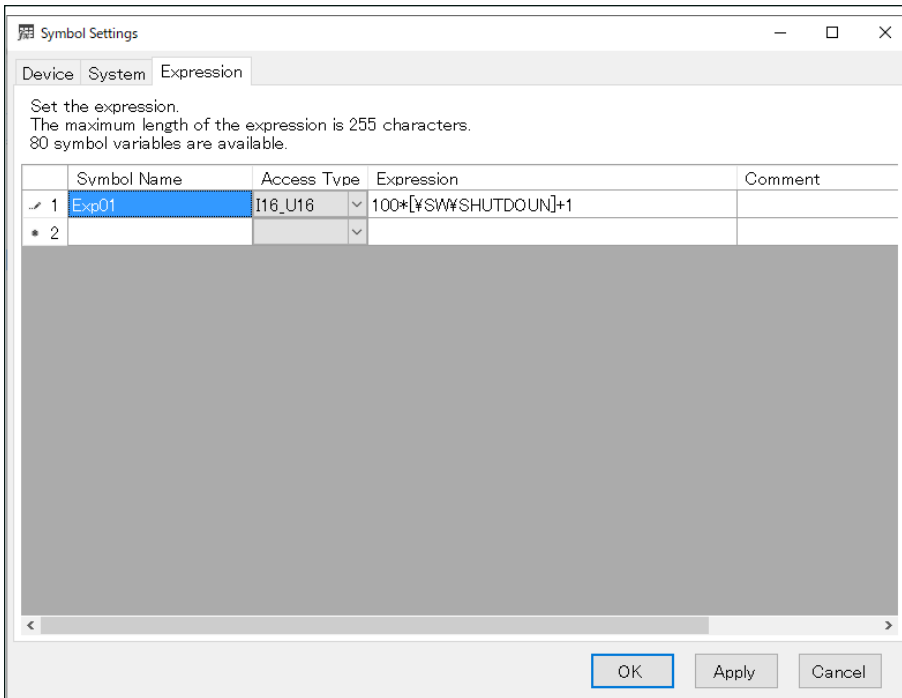 Symbol Settings
Device System Expression
Set the expression.
The maximum length of the expression is 255 characters.
80 symbol variables are available.
Symbol Name Access Type Expression Comment
1 Exp01 I16_U16 100*[¥SW¥SHUTDOUN]+1
* 2
OK Apply Cancel